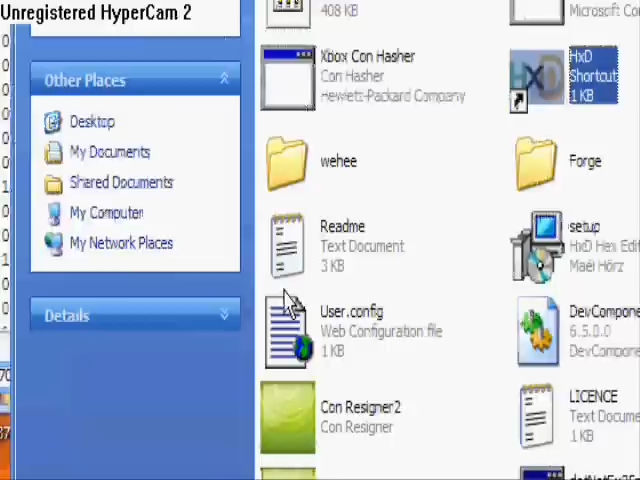 Unregistered HyperCam 2
Other Places
Desktop
My Documents
Shared Documents
My Computer
My Network Places
Details
408 KB
Xbox Con Hasher
Con Hasher
Hewlett-Packard Company
wehee
Readme
Text Document
3 KB
User.config
Web Configuration file
1 KB
Con Resigner2
Con Resigner
Microsoft Co
HxD
Shortcut
1 KB
HxD
Forge
setup
HxD Hex Edit
Maël Hörz
DevCompone
6.5.0.0
DevCompone
LICENCE
Text Docume
1 KB